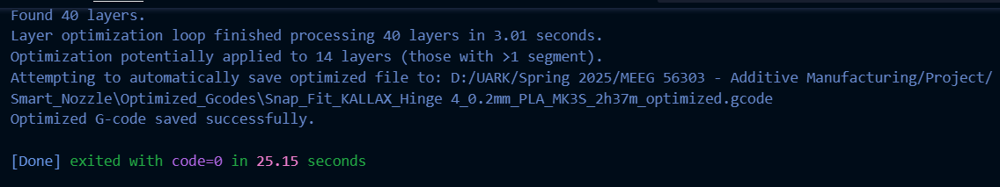 Found 40 layers.
Layer optimization loop finished processing 40 layers in 3.01 seconds.
Optimization potentially applied to 14 layers (those with >1 segment).
Attempting to automatically save optimized file to: D:/UARK/Spring 2025/MEEG 56303 - Additive Manufacturing/Project/
Smart_Nozzle\Optimized_Gcodes\Snap_Fit_KALLAX_Hinge 4_0.2mm_PLA_MK3S_2h37m_optimized.gcode
Optimized G-code saved successfully.
[Done] exited with code=0 in 25.15 seconds